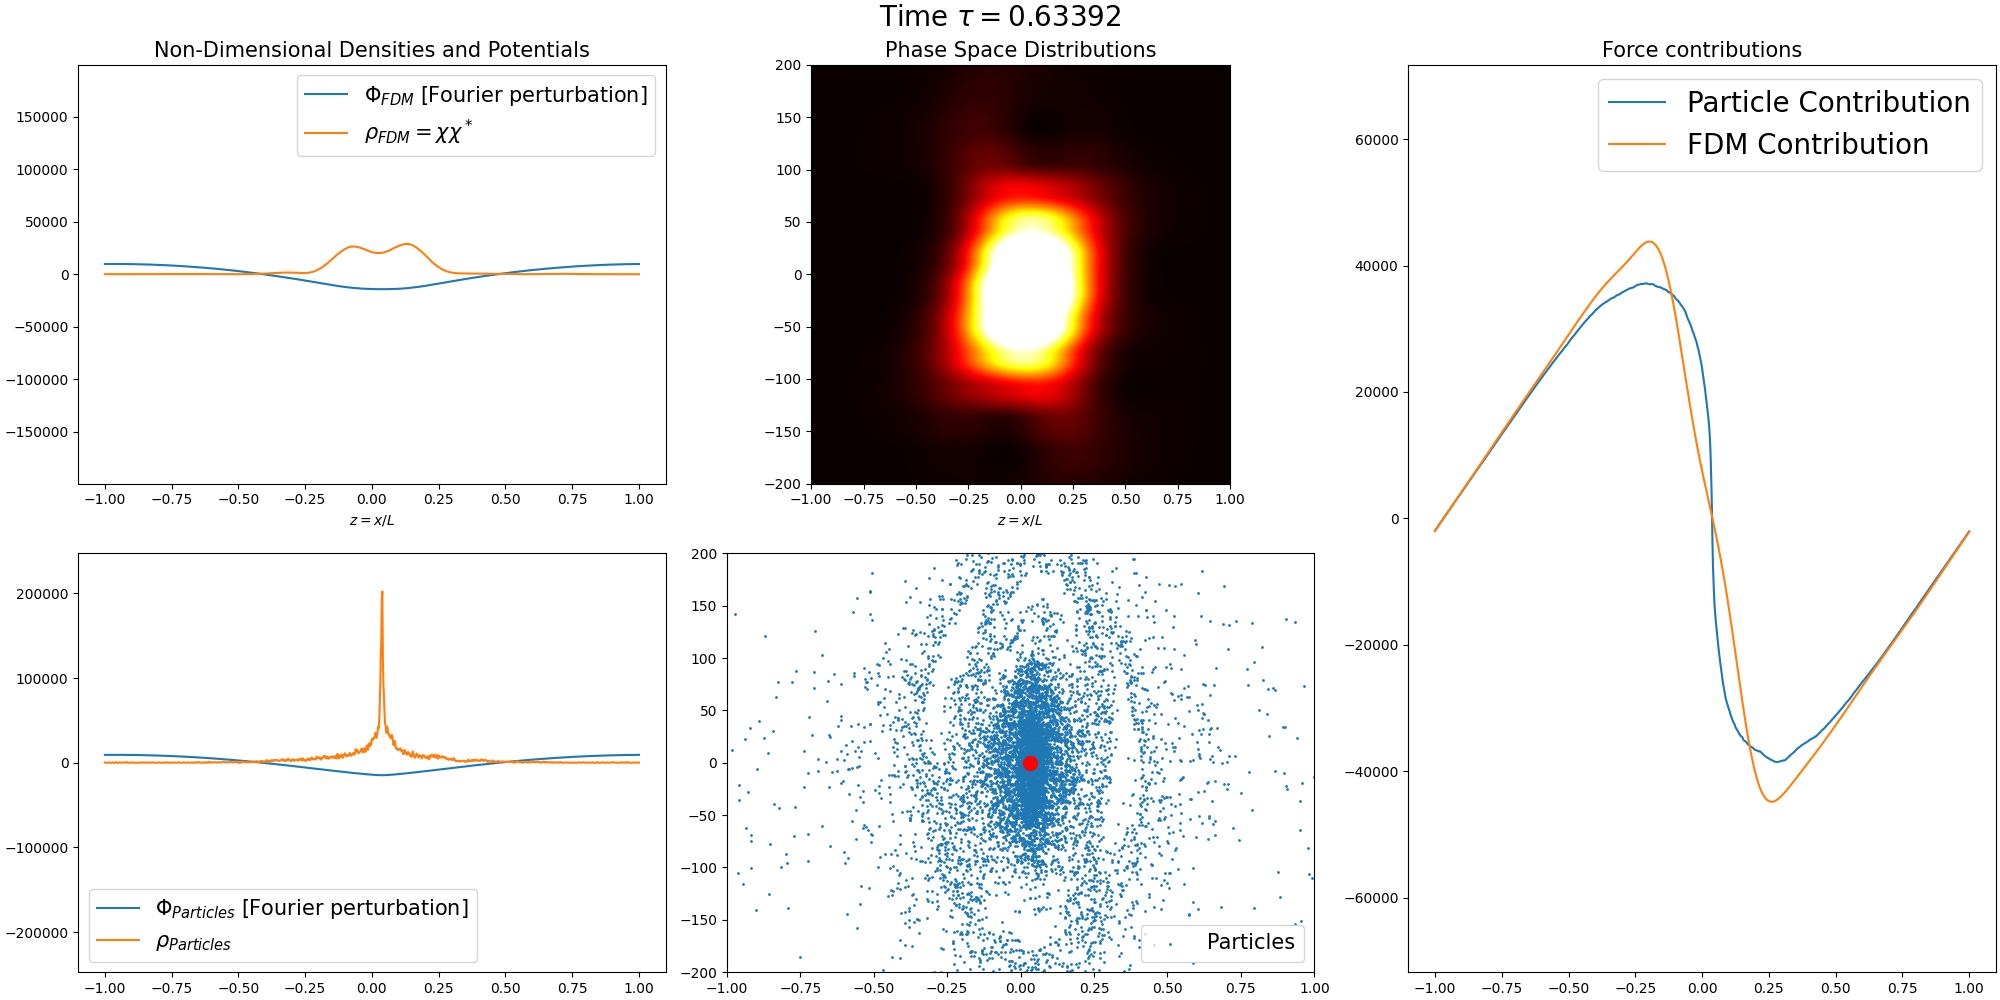 Time τ = 0.63392
Non-Dimensional Densities and Potentials
Φ_FDM [Fourier perturbation]
ρ_FDM = χχ*
150000
100000
50000
0
−50000
−100000
−150000
−1.00 −0.75 −0.50 −0.25 0.00 0.25 0.50 0.75 1.00
z = x/L
Phase Space Distributions
200
150
100
50
0
−50
−100
−150
−200
−1.00 −0.75 −0.50 −0.25 0.00 0.25 0.50 0.75 1.00
z = x/L
Force contributions
Particle Contribution
FDM Contribution
60000
40000
20000
0
−20000
−40000
−60000
−1.00 −0.75 −0.50 −0.25 0.00 0.25 0.50 0.75 1.00
200000
100000
0
−100000
−200000
Φ_Particles [Fourier perturbation]
ρ_Particles
−1.00 −0.75 −0.50 −0.25 0.00 0.25 0.50 0.75 1.00
200
150
100
50
0
−50
−100
−150
−200
Particles
−1.00 −0.75 −0.50 −0.25 0.00 0.25 0.50 0.75 1.00